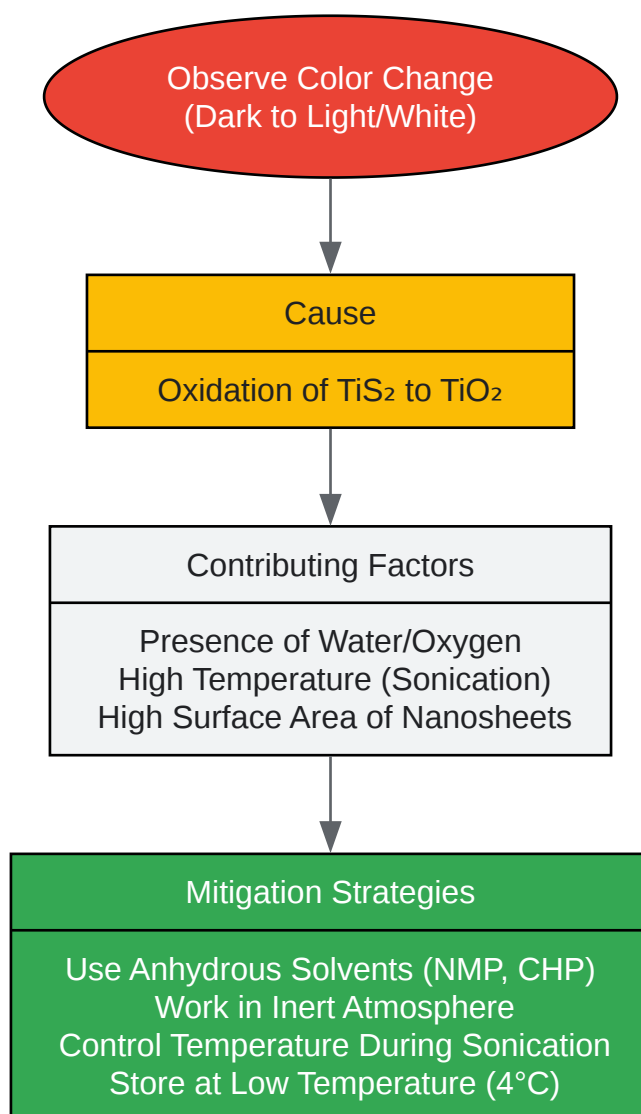 Observe Color Change
(Dark to Light/White)
Cause
Oxidation of TiS₂ to TiO₂
Contributing Factors
Presence of Water/Oxygen
High Temperature (Sonication)
High Surface Area of Nanosheets
Mitigation Strategies
Use Anhydrous Solvents (NMP, CHP)
Work in Inert Atmosphere
Control Temperature During Sonication
Store at Low Temperature (4°C)